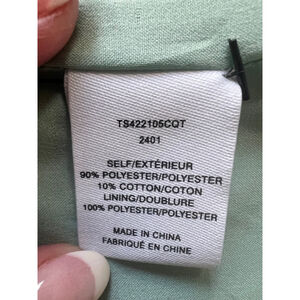 TS422105CQT
2401
SELF/EXTÉRIEUR
90% POLYESTER/POLYESTER
10% COTTON/COTON
LINING/DOUBLURE
100% POLYESTER/POLYESTER
MADE IN CHINA
FABRIQUÉ EN CHINE